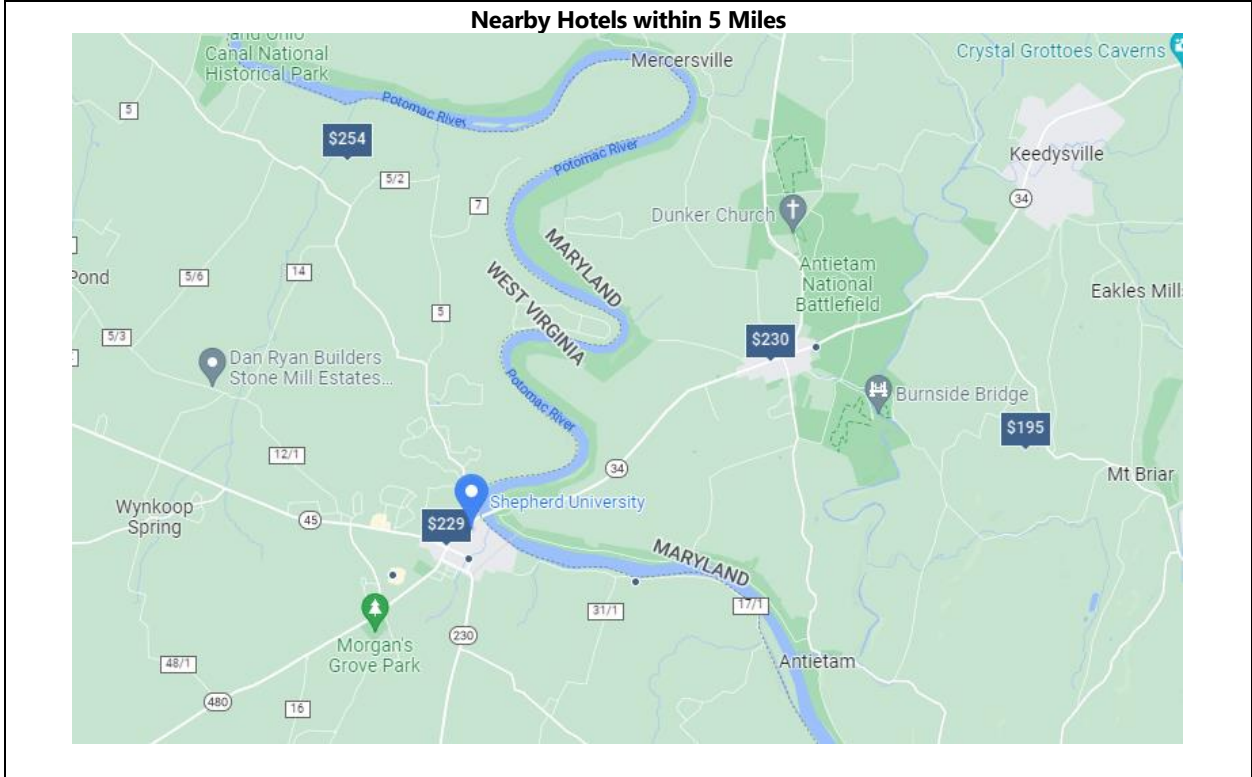 Nearby Hotels within 5 Miles
and Ohio
Canal National
Historical Park
Mercersville
Crystal Grottoes Caverns
5
Potomac River
$254
Potomac River
Keedysville
5/2
34
7
Dunker Church
MARYLAND
WEST VIRGINIA
Antietam
National
Battlefield
Pond
5/6
14
Eakles Mill
5
5/3
$230
Dan Ryan Builders
Stone Mill Estates...
Potomac River
Burnside Bridge
$195
12/1
34
Mt Briar
Wynkoop
Spring
45
Shepherd University
$229
MARYLAND
31/1
17/1
230
Morgan's
Grove Park
48/1
Antietam
480
16